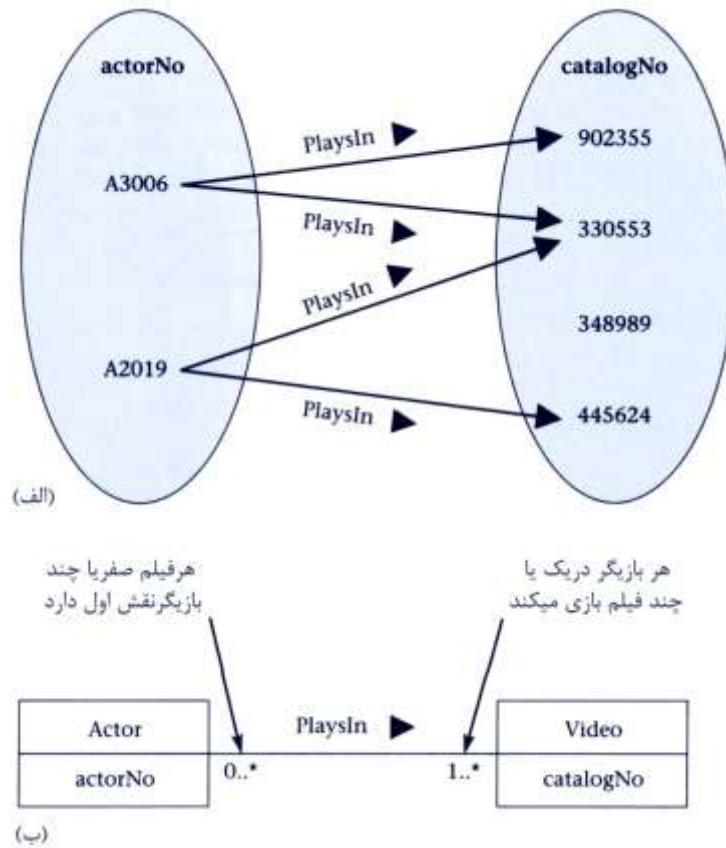 actorNo
catalogNo
PlaysIn
902355
A3006
PlaysIn
330553
PlaysIn
348989
A2019
PlaysIn
445624
(الف)
هرفیلم صفریا چند
بازیگرنقش اول دارد
هر بازیگر دریک یا
چند فیلم بازی میکند
Actor
PlaysIn
Video
actorNo
0..*
1..*
catalogNo
(ب)